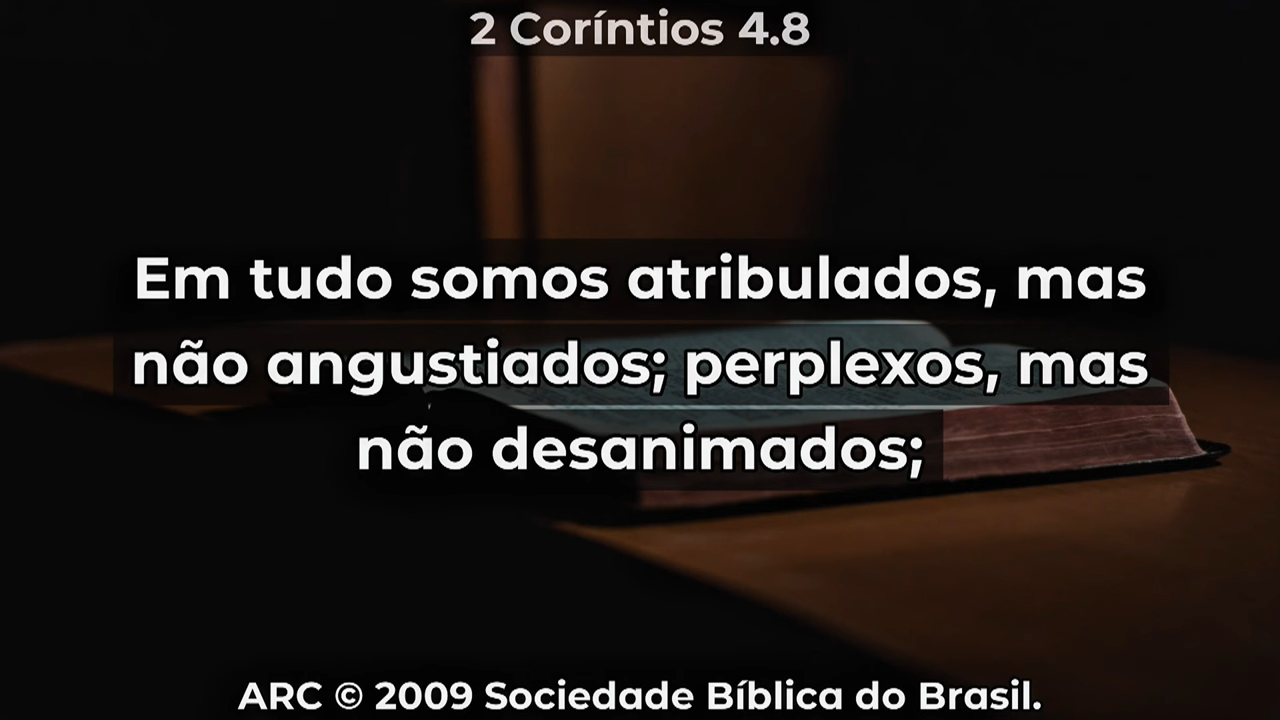 2 Coríntios 4.8
Em tudo somos atribulados, mas
não angustiados; perplexos, mas
não desanimados;
ARC © 2009 Sociedade Bíblica do Brasil.